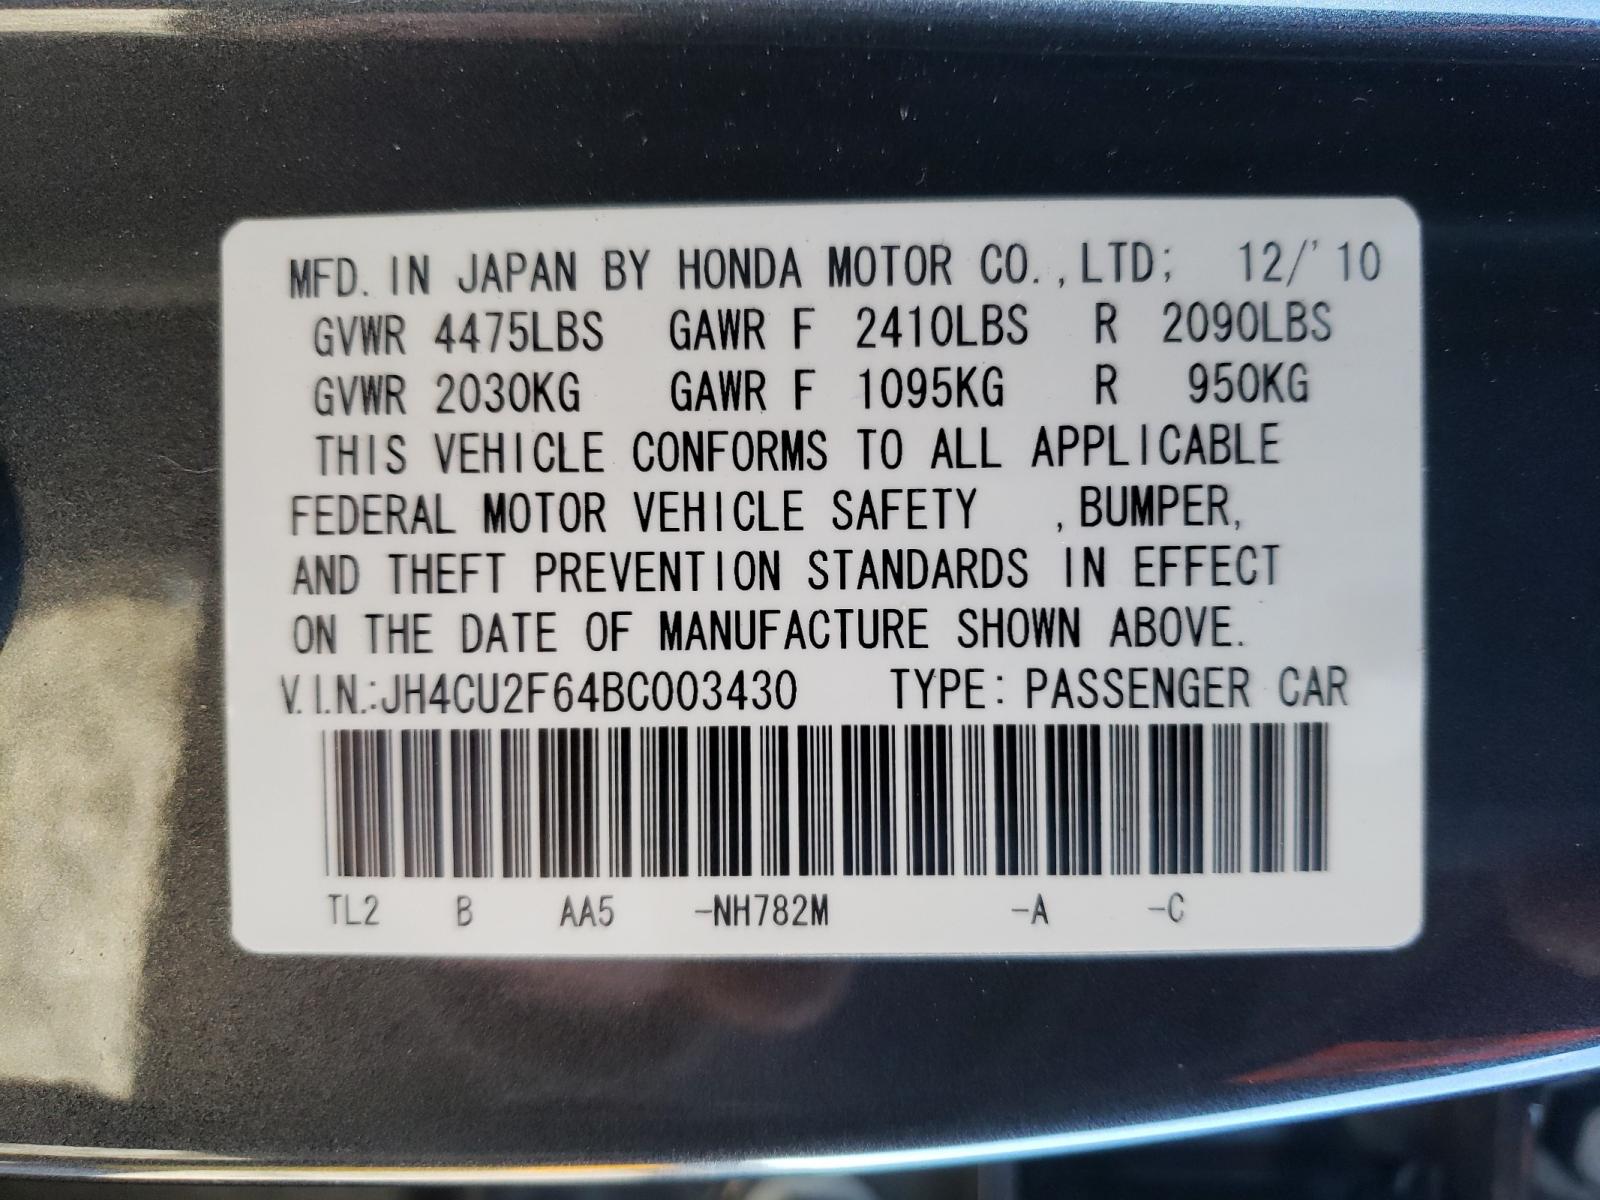 MFD. IN JAPAN BY HONDA MOTOR CO.,LTD; 12/'10
GVWR 4475LBS GAWR F 2410LBS R 2090LBS
GVWR 2030KG GAWR F 1095KG R 950KG
THIS VEHICLE CONFORMS TO ALL APPLICABLE
FEDERAL MOTOR VEHICLE SAFETY ,BUMPER,
AND THEFT PREVENTION STANDARDS IN EFFECT
ON THE DATE OF MANUFACTURE SHOWN ABOVE.
V.I.N.:JH4CU2F64BC003430 TYPE: PASSENGER CAR
TL2 B AA5 -NH782M -A -C